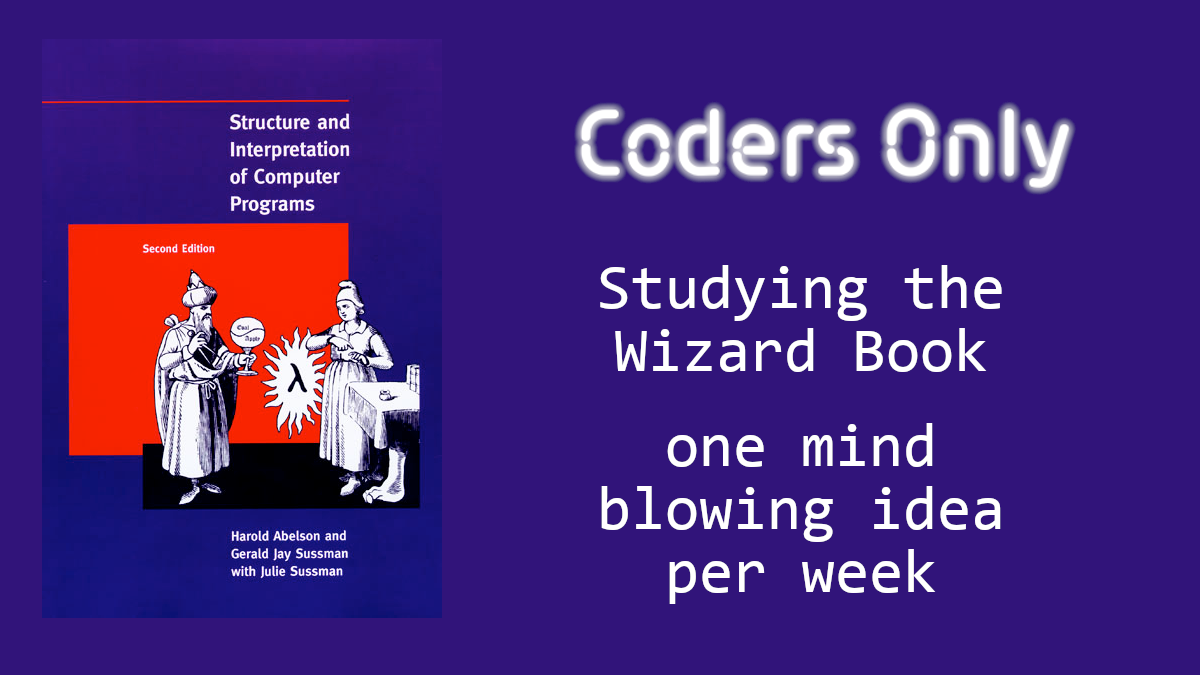 Structure and
Interpretation
of Computer
Programs
Second Edition
λ
Harold Abelson and
Gerald Jay Sussman
with Julie Sussman
Coders Only
Studying the
Wizard Book
one mind
blowing idea
per week